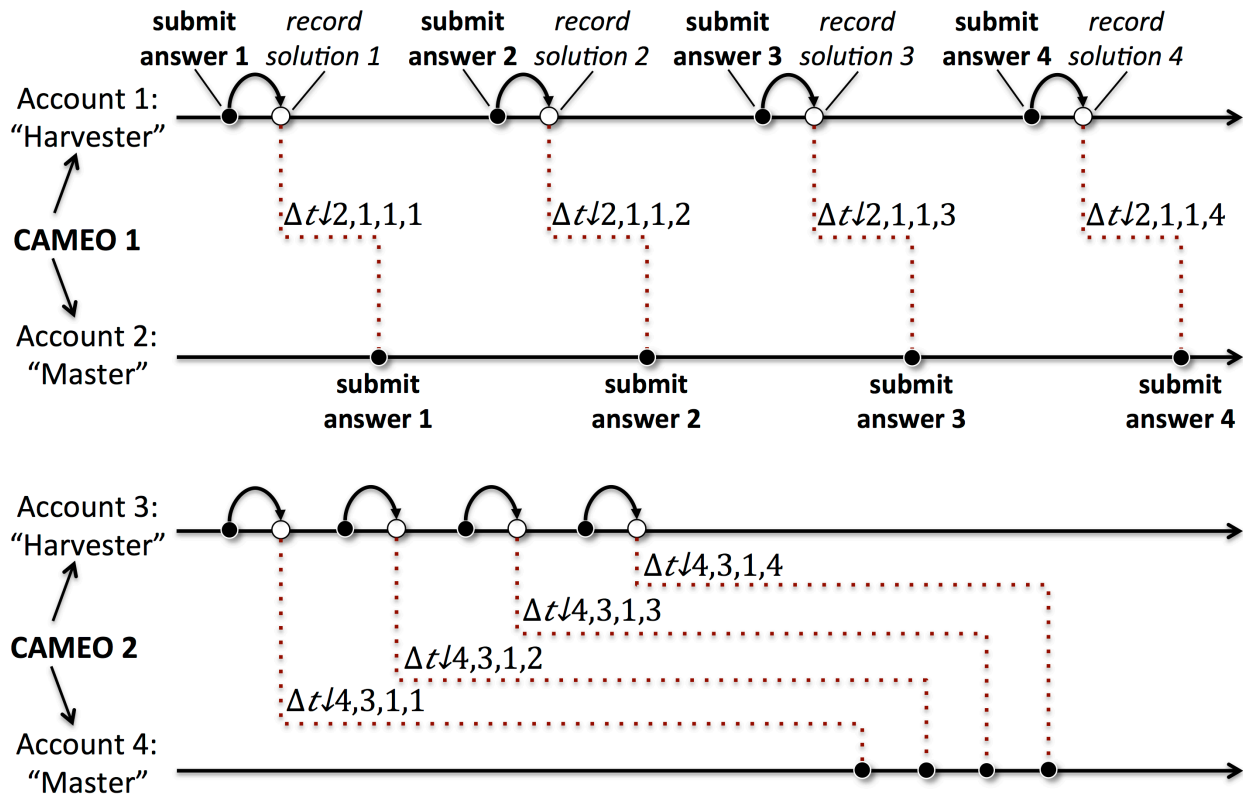 submit answer 1
record solution 1
submit answer 2
record solution 2
submit answer 3
record solution 3
submit answer 4
record solution 4
Account 1:
“Harvester”
Δt↓2,1,1,1
Δt↓2,1,1,2
Δt↓2,1,1,3
Δt↓2,1,1,4
CAMEO 1
Account 2:
“Master”
submit answer 1
submit answer 2
submit answer 3
submit answer 4
Account 3:
“Harvester”
Δt↓4,3,1,4
Δt↓4,3,1,3
CAMEO 2
Δt↓4,3,1,2
Δt↓4,3,1,1
Account 4:
“Master”